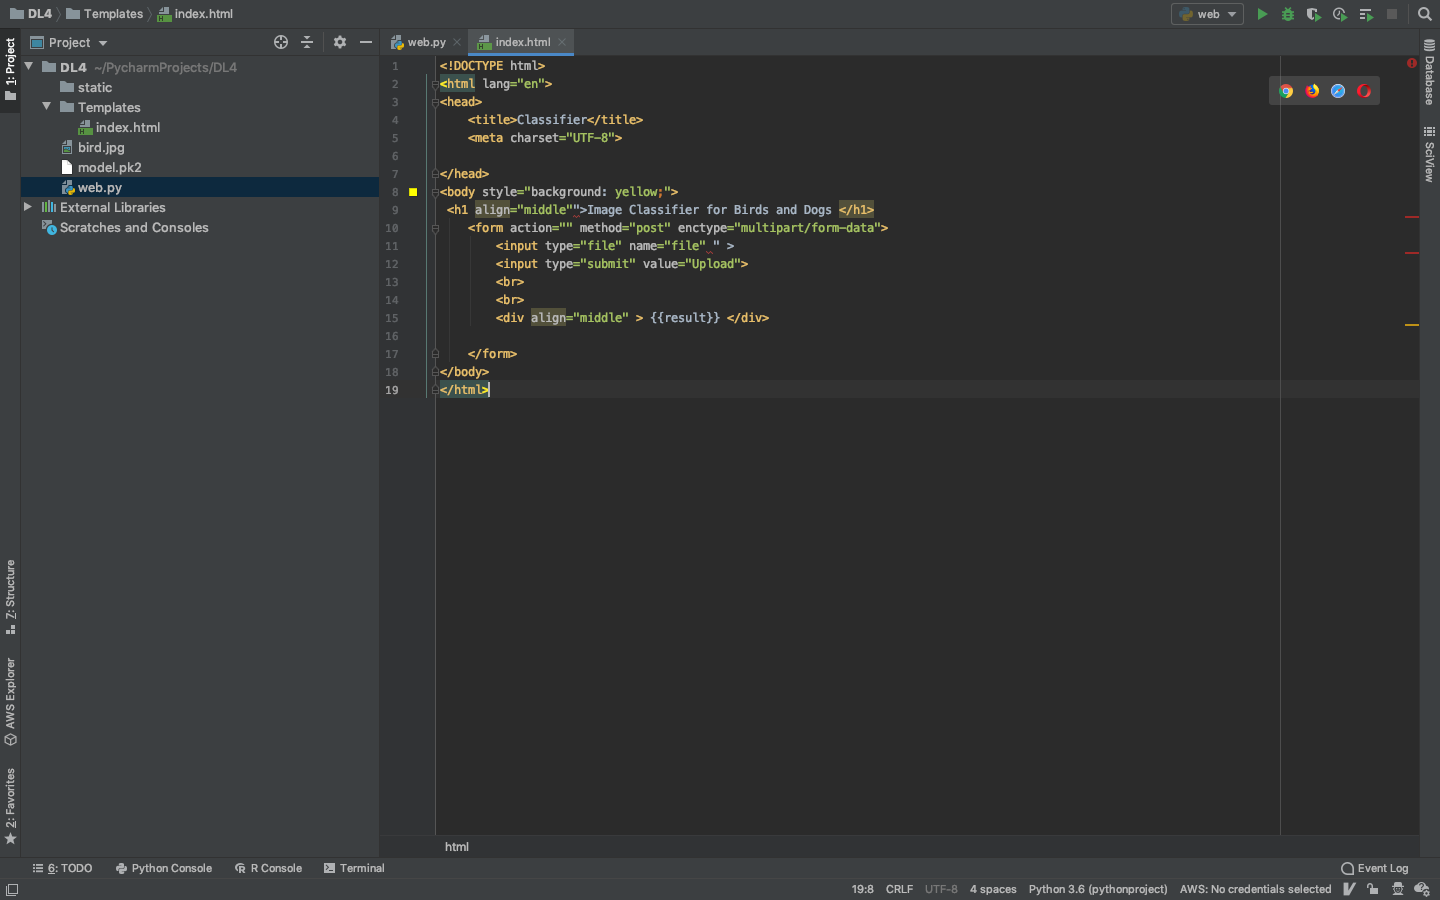 DL4 Templates index.html
web
1: Project
Project
web.py
index.html
DL4 ~/PycharmProjects/DL4
static
Templates
index.html
bird.jpg
model.pk2
web.py
External Libraries
Scratches and Consoles
1 <!DOCTYPE html>
2 <html lang="en">
3 <head>
4 <title>Classifier</title>
5 <meta charset="UTF-8">
6
7 </head>
8 <body style="background: yellow;">
9 <h1 align="middle"">Image Classifier for Birds and Dogs </h1>
10 <form action="" method="post" enctype="multipart/form-data">
11 <input type="file" name="file" " >
12 <input type="submit" value="Upload">
13 <br>
14 <br>
15 <div align="middle" > {{result}} </div>
16
17 </form>
18 </body>
19 </html>
Database
SciView
7: Structure
AWS Explorer
2: Favorites
html
6: TODO
Python Console
R Console
Terminal
Event Log
19:8 CRLF UTF-8 4 spaces Python 3.6 (pythonproject) AWS: No credentials selected